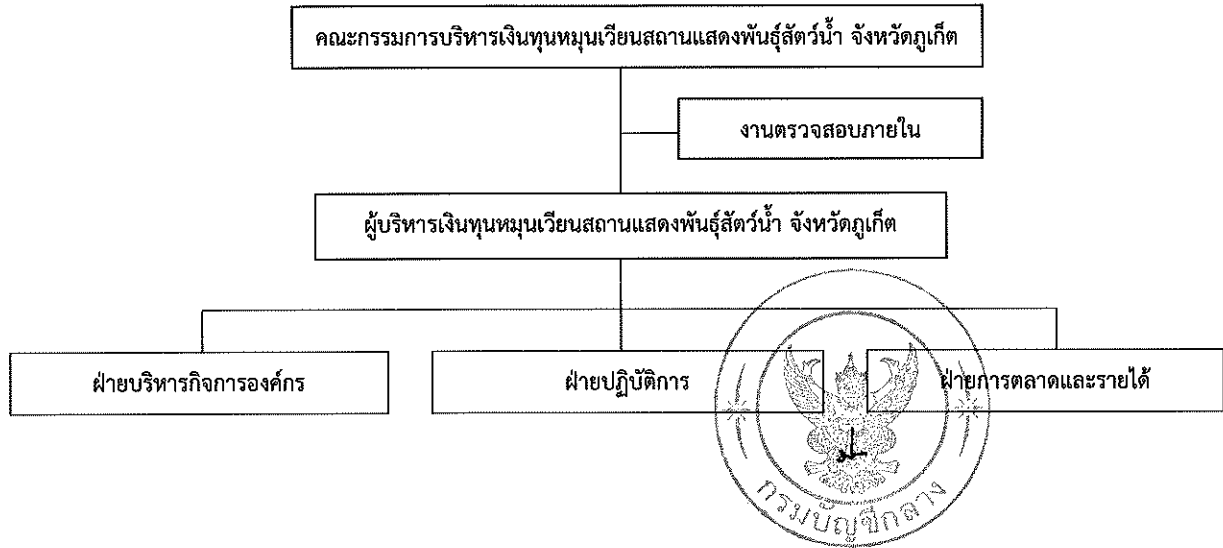 คณะกรรมการบริหารเงินทุนหมุนเวียนสถานแสดงพันธุ์สัตว์น้ำ จังหวัดภูเก็ต
งานตรวจสอบภายใน
ผู้บริหารเงินทุนหมุนเวียนสถานแสดงพันธุ์สัตว์น้ำ จังหวัดภูเก็ต
ฝ่ายบริหารกิจการองค์กร
ฝ่ายปฏิบัติการ
ฝ่ายการตลาดและรายได้
กรมบัญชีกลาง